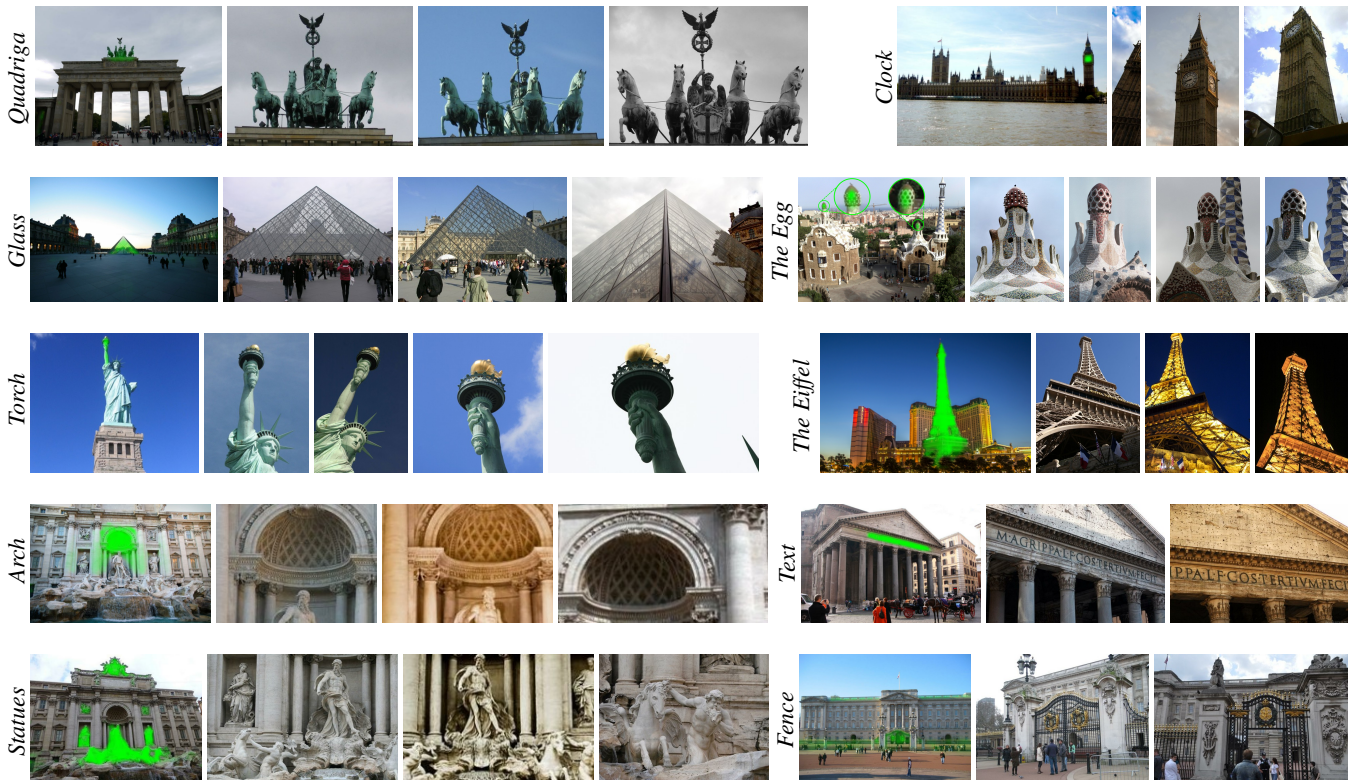 Quadriga
Clock
Glass
The Egg
Torch
The Eiffel
Arch
Text
M·AGRIPPA·L·F·COS·TERTIVM·FECIT
PPA·L·F·COS·TERTIVM·FECI
Statues
Fence